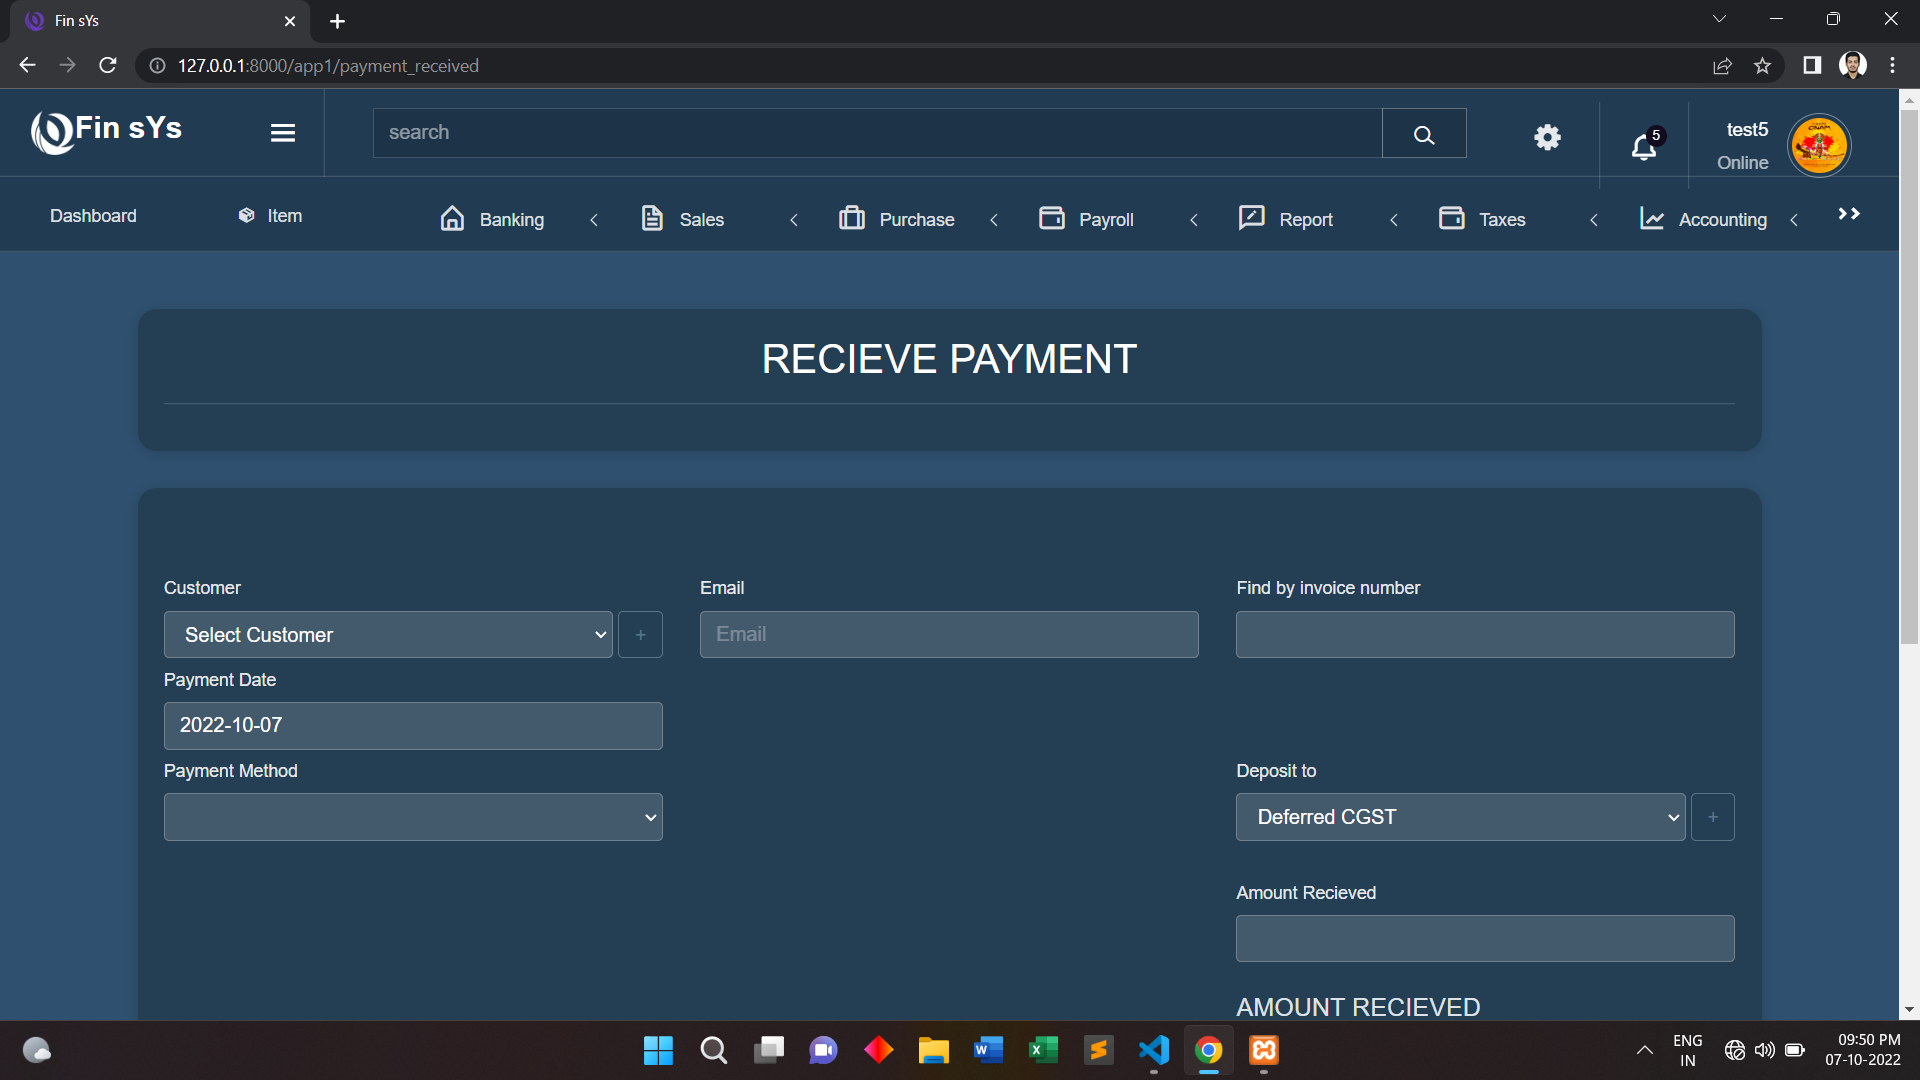 Fin sYs
127.0.0.1:8000/app1/payment_received
Fin sYs
search
5
test5
Online
Dashboard
Item
Banking
Sales
Purchase
Payroll
Report
Taxes
Accounting
RECIEVE PAYMENT
Customer
Email
Find by invoice number
Select Customer
+
Email
Payment Date
2022-10-07
Payment Method
Deposit to
Deferred CGST
+
Amount Recieved
AMOUNT RECIEVED
ENG
IN
09:50 PM
07-10-2022